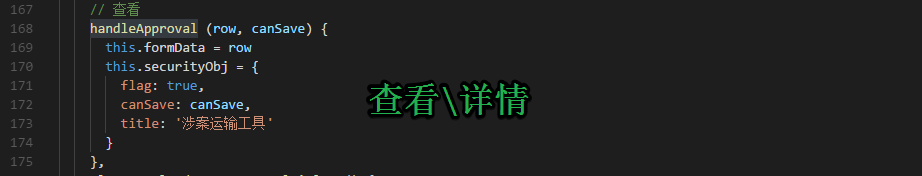 167 // 查看
168 handleApproval (row, canSave) {
169 this.formData = row
170 this.securityObj = {
171 flag: true,
172 canSave: canSave,
173 title: '涉案运输工具'
174 }
175 },
查看\详情